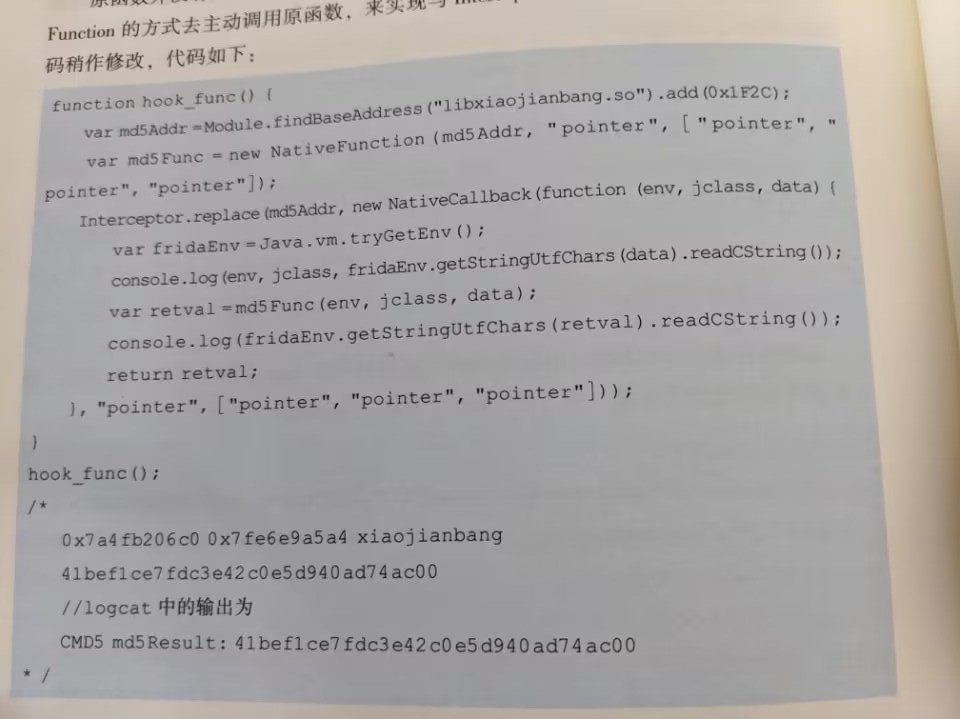 Function 的方式去主动调用原函数，来实现与
码稍作修改，代码如下：
function hook_func() {
var md5Addr = Module.findBaseAddress("libxiaojianbang.so").add(0x1F2C);
var md5Func = new NativeFunction(md5Addr, "pointer", ["pointer", "
pointer", "pointer"]);
Interceptor.replace(md5Addr, new NativeCallback(function (env, jclass, data) {
var fridaEnv = Java.vm.tryGetEnv();
console.log(env, jclass, fridaEnv.getStringUtfChars(data).readCString());
var retval = md5Func(env, jclass, data);
console.log(fridaEnv.getStringUtfChars(retval).readCString());
return retval;
}, "pointer", ["pointer", "pointer", "pointer"]));
}
hook_func();
/*
0x7a4fb206c0 0x7fe6e9a5a4 xiaojianbang
41bef1ce7fdc3e42c0e5d940ad74ac00
//logcat 中的输出为
CMD5 md5Result: 41bef1ce7fdc3e42c0e5d940ad74ac00
*/